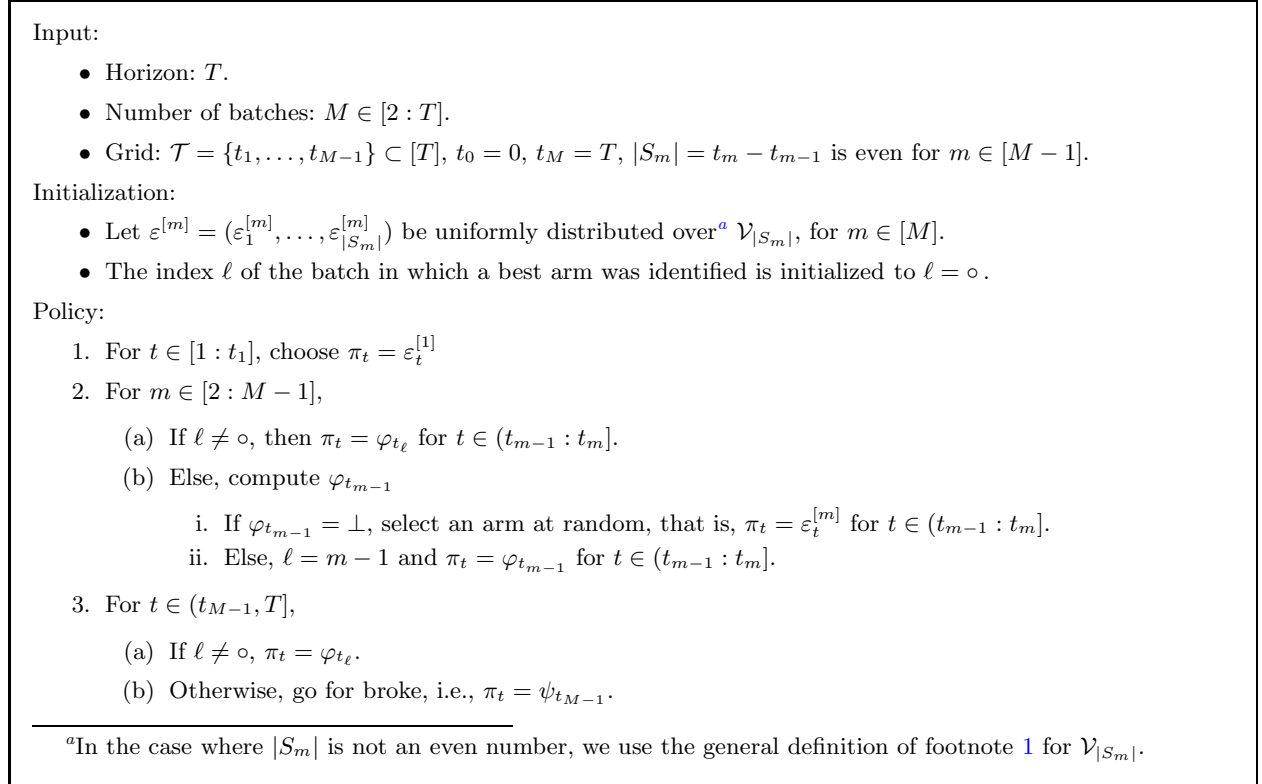 Input:
• Horizon: T.
• Number of batches: M ∈ [2 : T].
• Grid: 𝒯 = {t₁, . . . , t_{M−1}} ⊂ [T], t₀ = 0, t_M = T, |S_m| = t_m − t_{m−1} is even for m ∈ [M − 1].
Initialization:
• Let ε^{[m]} = (ε₁^{[m]}, . . . , ε_{|S_m|}^{[m]}) be uniformly distributed over^a 𝒱_{|S_m|}, for m ∈ [M].
• The index ℓ of the batch in which a best arm was identified is initialized to ℓ = ∘ .
Policy:
1. For t ∈ [1 : t₁], choose π_t = ε_t^{[1]}
2. For m ∈ [2 : M − 1],
(a) If ℓ ≠ ∘, then π_t = φ_{t_ℓ} for t ∈ (t_{m−1} : t_m].
(b) Else, compute φ_{t_{m−1}}
i. If φ_{t_{m−1}} = ⊥, select an arm at random, that is, π_t = ε_t^{[m]} for t ∈ (t_{m−1} : t_m].
ii. Else, ℓ = m − 1 and π_t = φ_{t_{m−1}} for t ∈ (t_{m−1} : t_m].
3. For t ∈ (t_{M−1}, T],
(a) If ℓ ≠ ∘, π_t = φ_{t_ℓ}.
(b) Otherwise, go for broke, i.e., π_t = ψ_{t_{M−1}}.
^a In the case where |S_m| is not an even number, we use the general definition of footnote 1 for 𝒱_{|S_m|}.